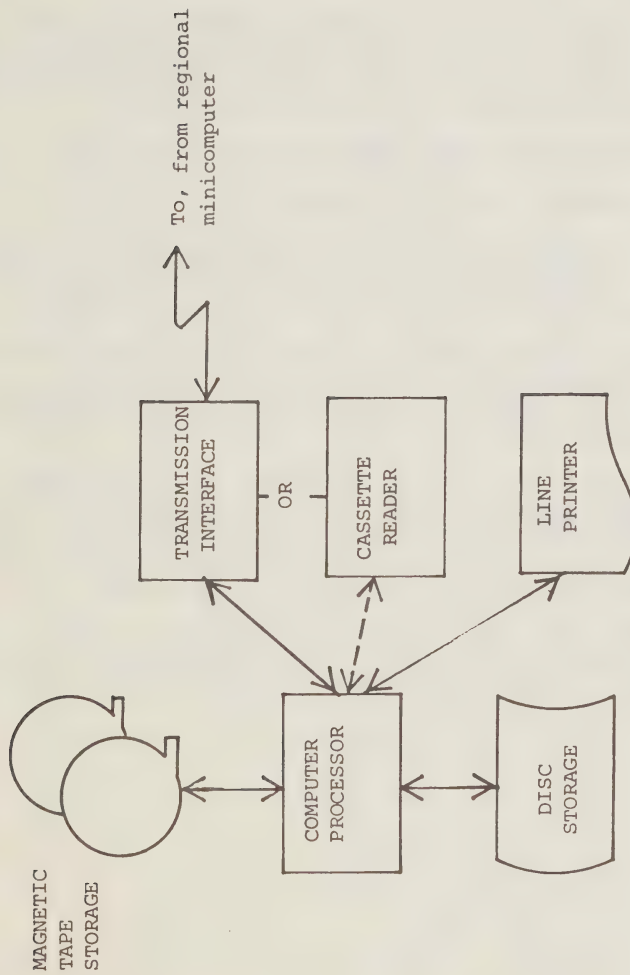 MAGNETIC
TAPE
STORAGE
COMPUTER
PROCESSOR
DISC
STORAGE
TRANSMISSION
INTERFACE
OR
CASSETTE
READER
LINE
PRINTER
To, from regional
minicomputer